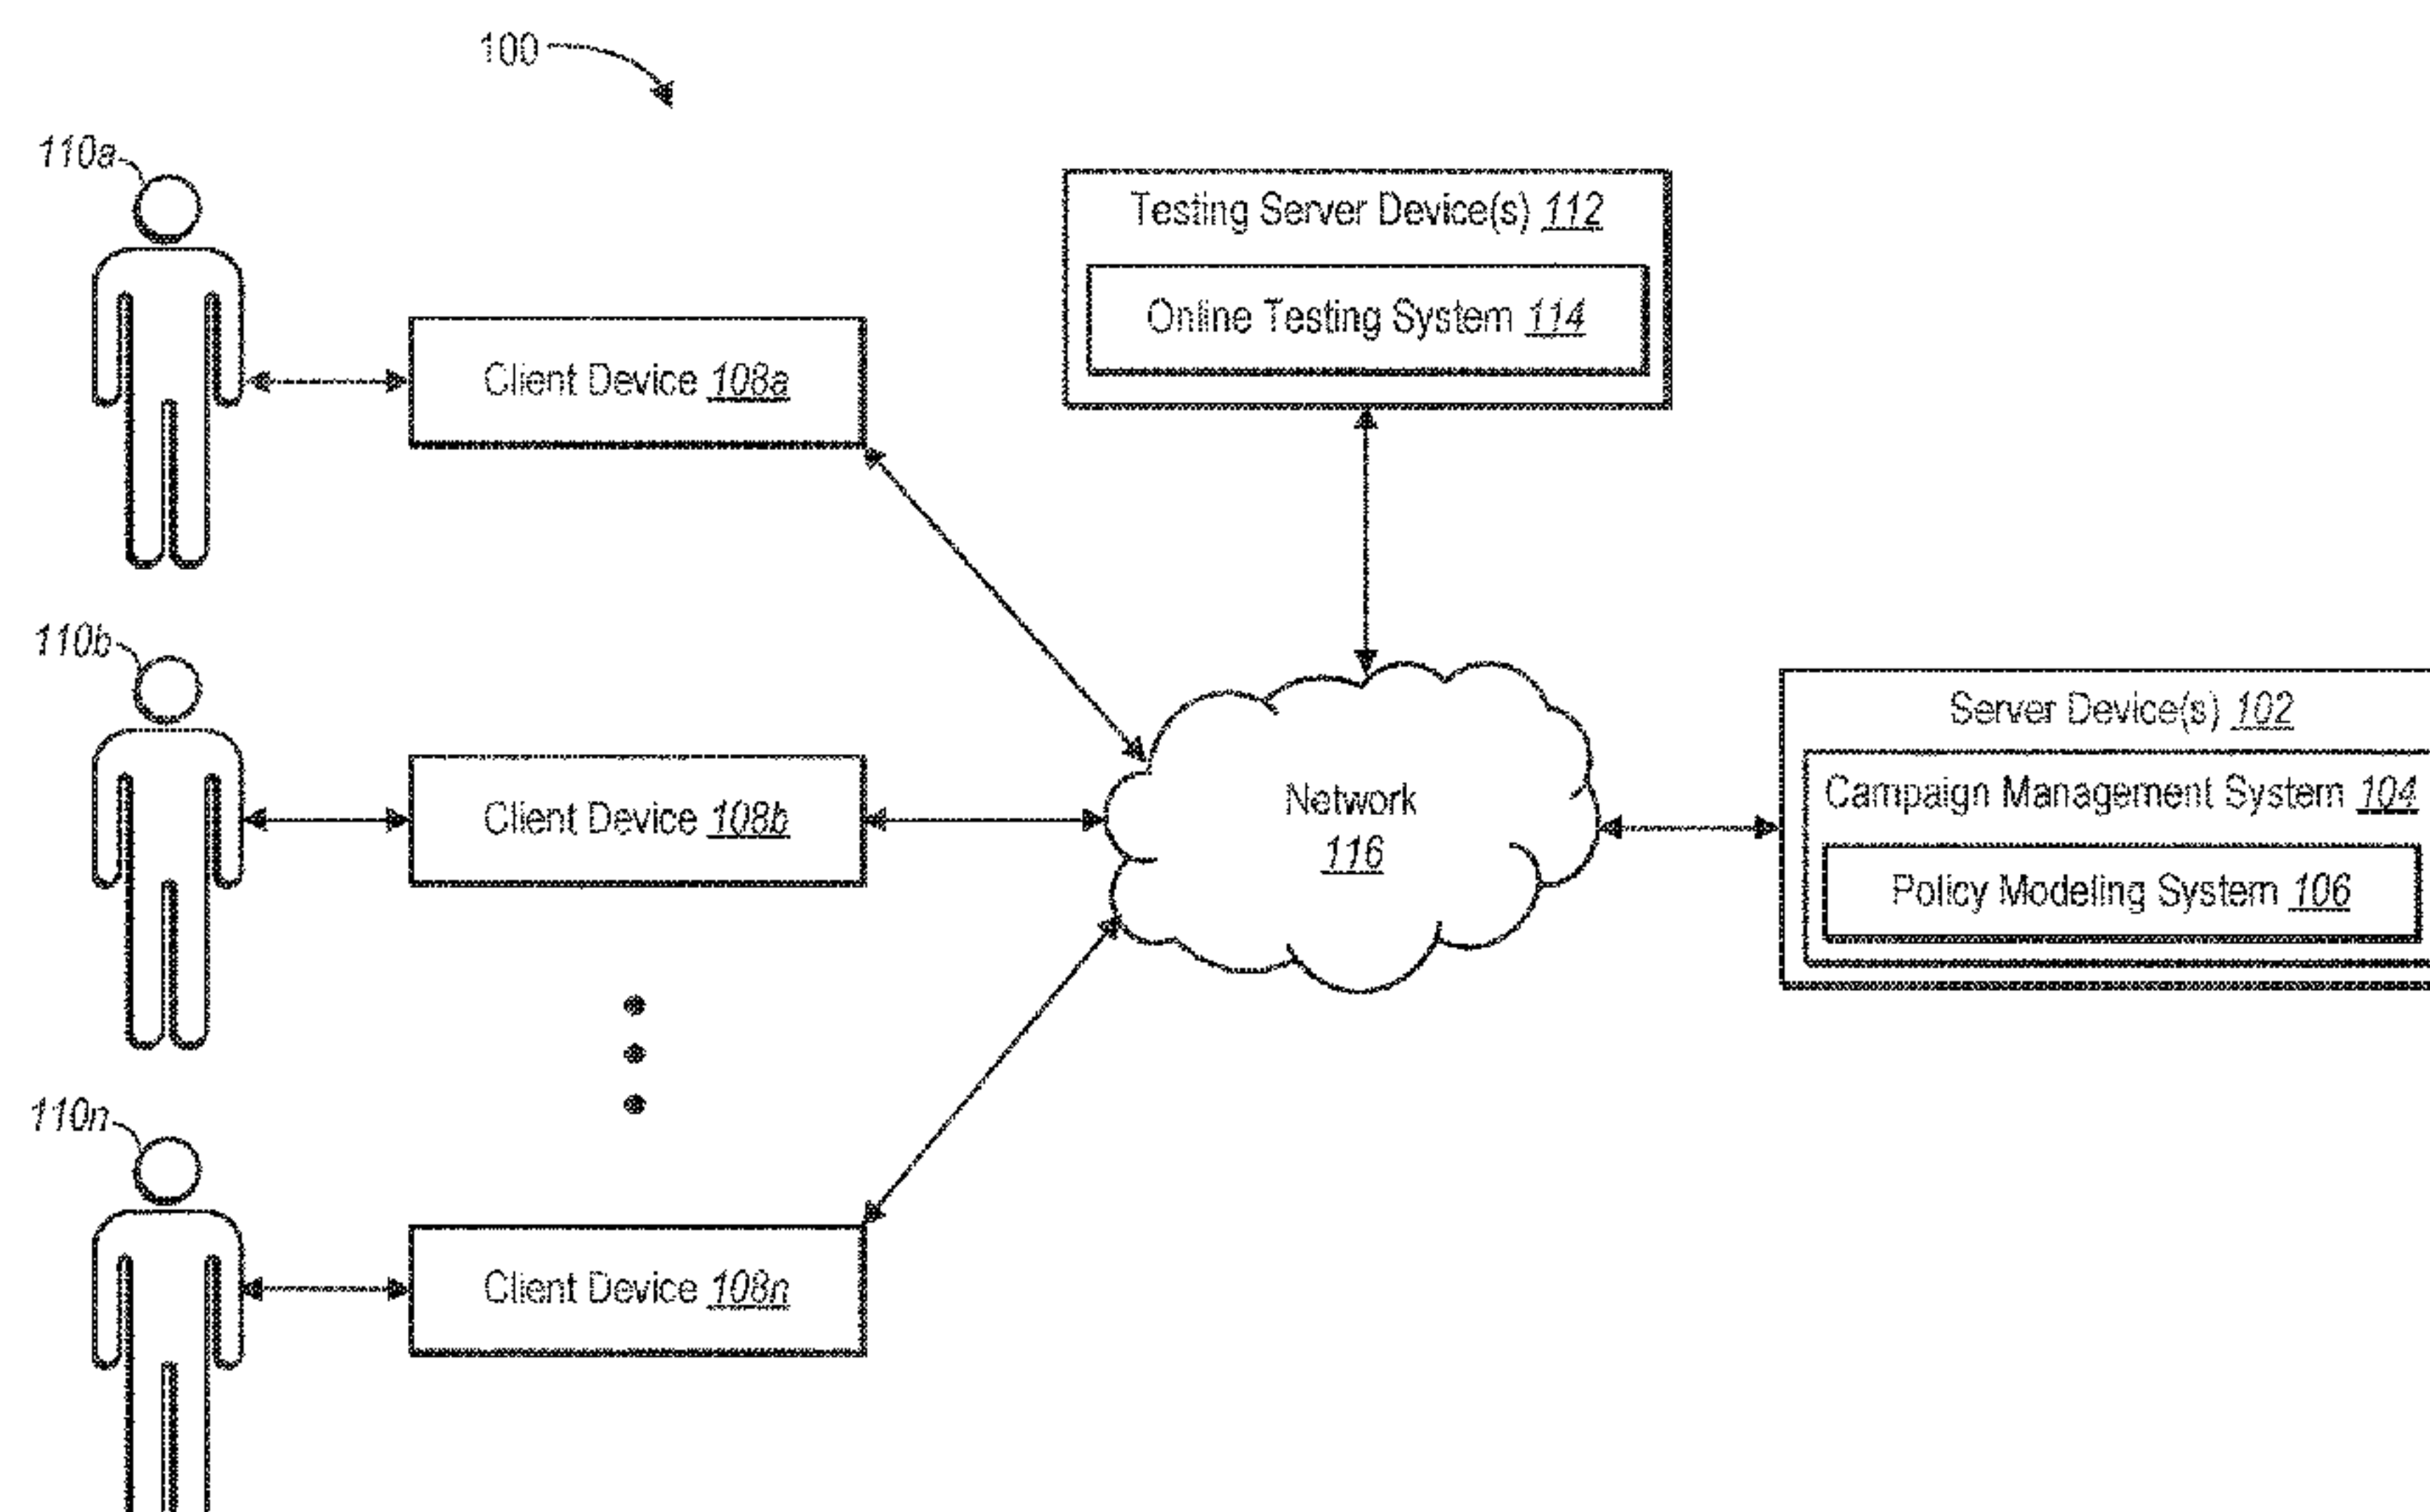 100
110a
Testing Server Device(s) 112
Online Testing System 114
Client Device 108a
110b
Server Device(s) 102
Campaign Management System 104
Policy Modeling System 106
Client Device 108b
Network
116
110n
Client Device 108n